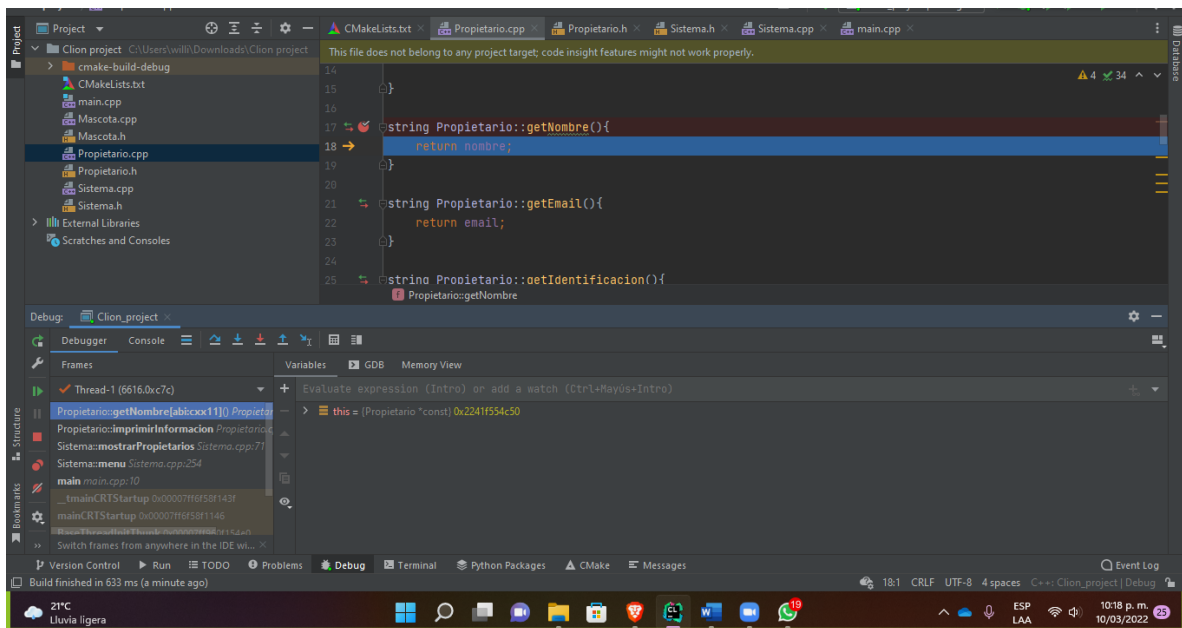 Project
CMakeLists.txt
Propietario.cpp
Propietario.h
Sistema.h
Sistema.cpp
main.cpp
Project
Database
Clion project C:\Users\willi\Downloads\Clion project
This file does not belong to any project target; code insight features might not work properly.
cmake-build-debug
CMakeLists.txt
main.cpp
Mascota.cpp
Mascota.h
Propietario.cpp
Propietario.h
Sistema.cpp
Sistema.h
External Libraries
Scratches and Consoles
4 34
14
15 }
16
17 string Propietario::getNombre(){
18 return nombre;
19 }
20
21 string Propietario::getEmail(){
22 return email;
23 }
24
25 string Propietario::getIdentificacion(){
f Propietario::getNombre
Debug: Clion_project
Debugger Console
Frames
Variables GDB Memory View
Thread-1 (6616.0xc7c)
Evaluate expression (Intro) or add a watch (Ctrl+Mayús+Intro)
Propietario::getNombre[abi:cxx11]()
this = {Propietario *const} 0x2241f554c50
Propietario::imprimirInformacion
Sistema::mostrarPropietarios Sistema.cpp:71
Sistema::menu Sistema.cpp:254
main main.cpp:10
__tmainCRTStartup 0x00007ff6f58f143f
mainCRTStartup 0x00007ff6f58f1146
Switch frames from anywhere in the IDE wi...
Structure
Bookmarks
Version Control Run TODO Problems Debug Terminal Python Packages CMake Messages Event Log
Build finished in 633 ms (a minute ago)
18:1 CRLF UTF-8 4 spaces C++: Clion_project | Debug
21°C
Lluvia ligera
CL
W
19
ESP
LAA
10:18 p. m.
10/03/2022
25